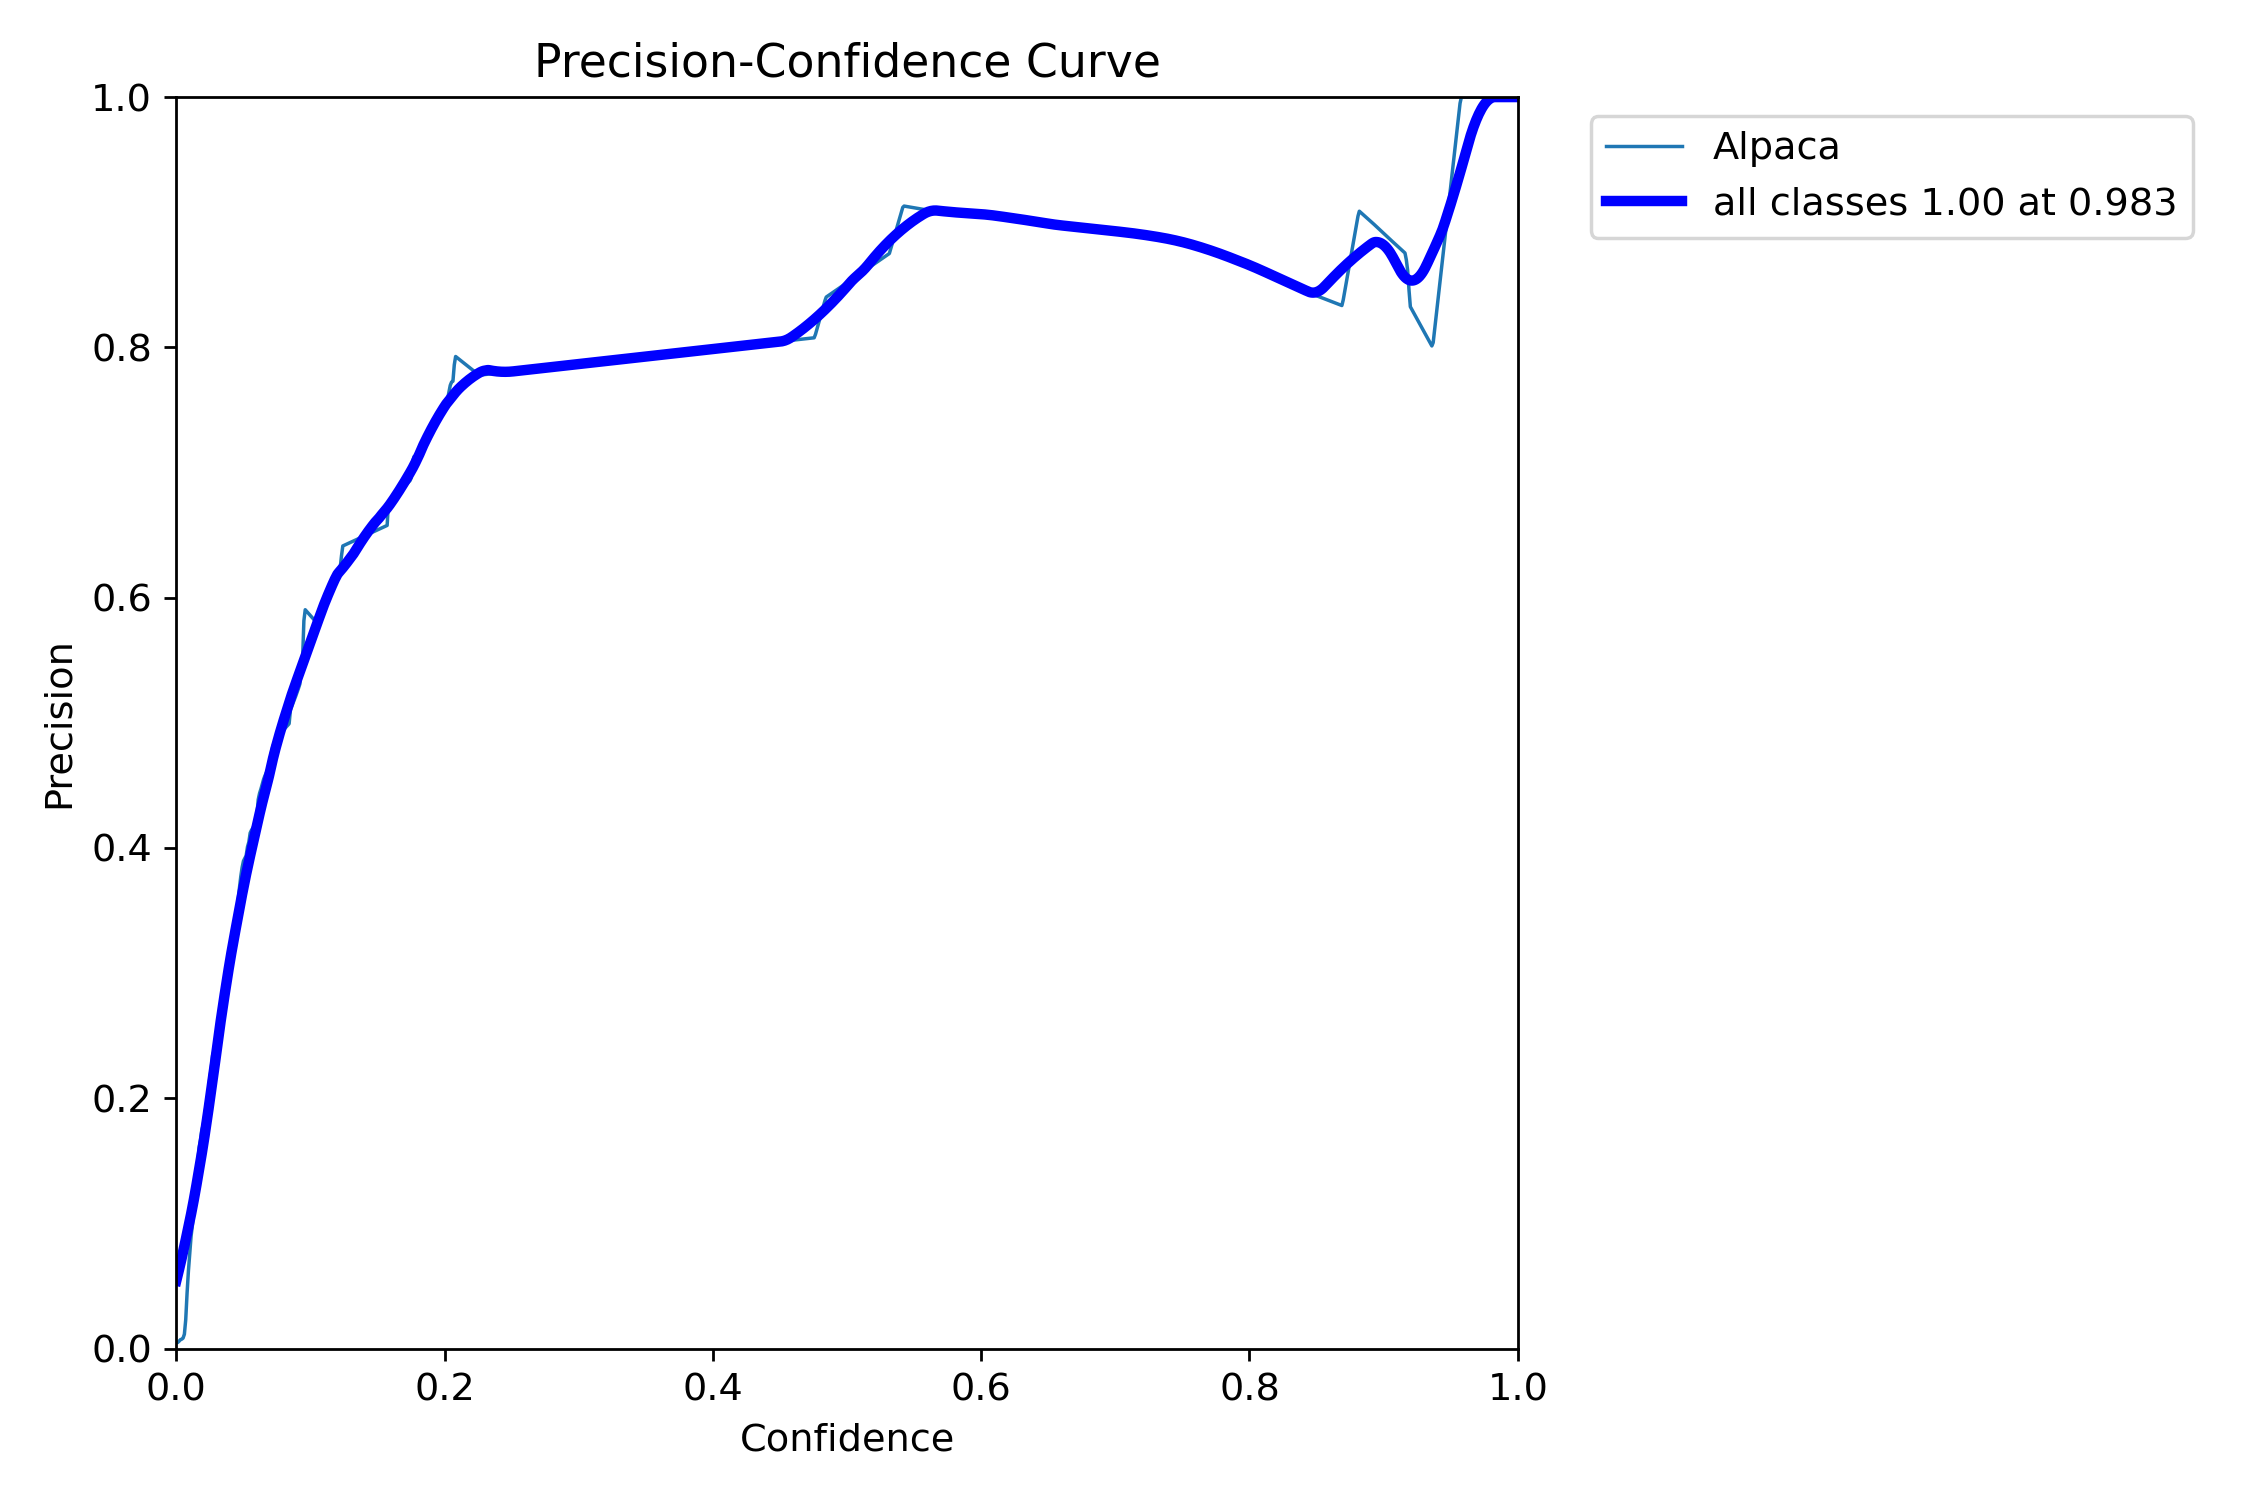 Precision-Confidence Curve
1.0
0.8
0.6
0.4
0.2
0.0
Precision
0.0 0.2 0.4 0.6 0.8 1.0
Confidence
Alpaca
all classes 1.00 at 0.983